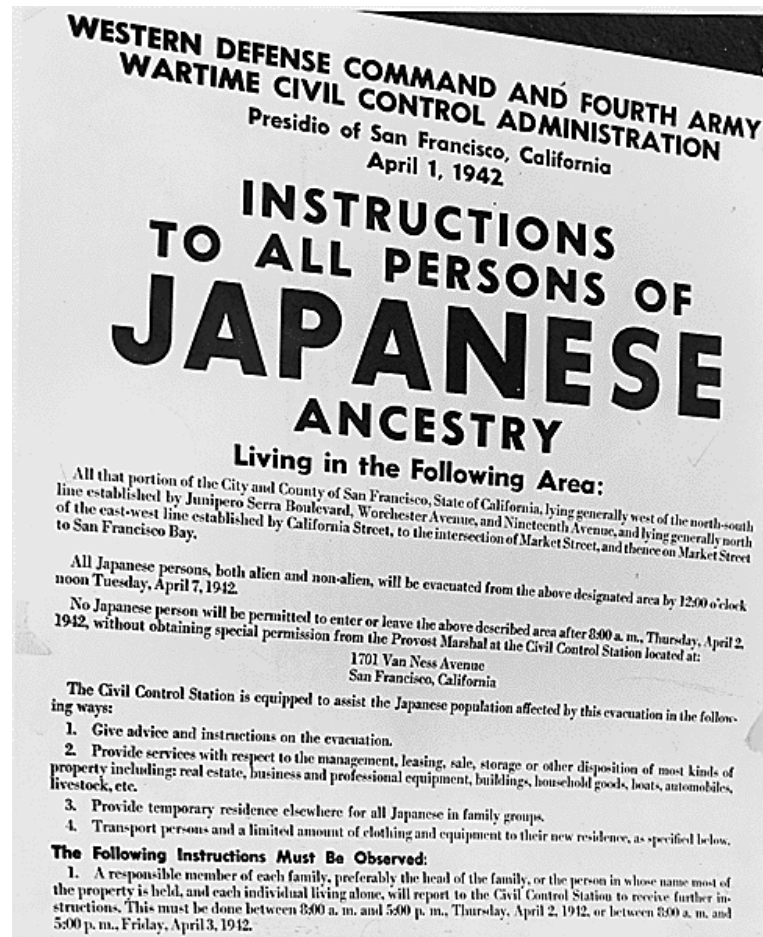 WESTERN DEFENSE COMMAND AND FOURTH ARMY
WARTIME CIVIL CONTROL ADMINISTRATION
Presidio of San Francisco, California
April 1, 1942
INSTRUCTIONS
TO ALL PERSONS OF
JAPANESE
ANCESTRY
Living in the Following Area:
All that portion of the City and County of San Francisco, State of California, lying generally west of the north-south
line established by Junipero Serra Boulevard, Worchester Avenue, and Nineteenth Avenue, and lying generally north
of the east-west line established by California Street, to the intersection of Market Street, and thence on Market Street
to San Francisco Bay.
All Japanese persons, both alien and non-alien, will be evacuated from the above designated area by 12:00 o'clock
noon Tuesday, April 7, 1942.
No Japanese person will be permitted to enter or leave the above described area after 8:00 a. m., Thursday, April 2,
1942, without obtaining special permission from the Provost Marshal at the Civil Control Station located at:
1701 Van Ness Avenue
San Francisco, California
The Civil Control Station is equipped to assist the Japanese population affected by this evacuation in the follow-
ing ways:
1. Give advice and instructions on the evacuation.
2. Provide services with respect to the management, leasing, sale, storage or other disposition of most kinds of
property including: real estate, business and professional equipment, buildings, household goods, boats, automobiles,
livestock, etc.
3. Provide temporary residence elsewhere for all Japanese in family groups.
4. Transport persons and a limited amount of clothing and equipment to their new residence, as specified below.
The Following Instructions Must Be Observed:
1. A responsible member of each family, preferably the head of the family, or the person in whose name most of
the property is held, and each individual living alone, will report to the Civil Control Station to receive further in-
structions. This must be done between 8:00 a. m. and 5:00 p. m., Thursday, April 2, 1942, or between 8:00 a. m. and
5:00 p. m., Friday, April 3, 1942.